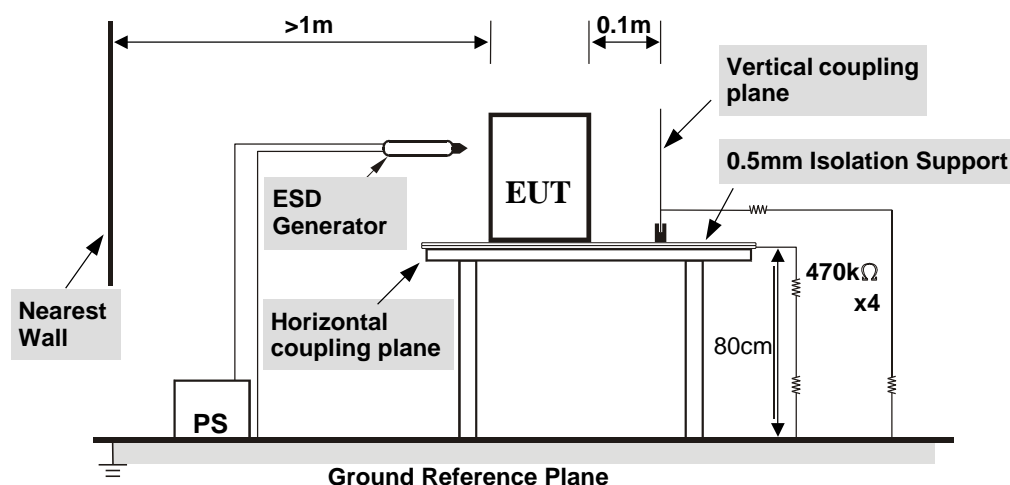 >1m
0.1m
Vertical coupling
plane
0.5mm Isolation Support
ESD
Generator
EUT
470kΩ
x4
Nearest
Wall
Horizontal
coupling plane
80cm
PS
Ground Reference Plane